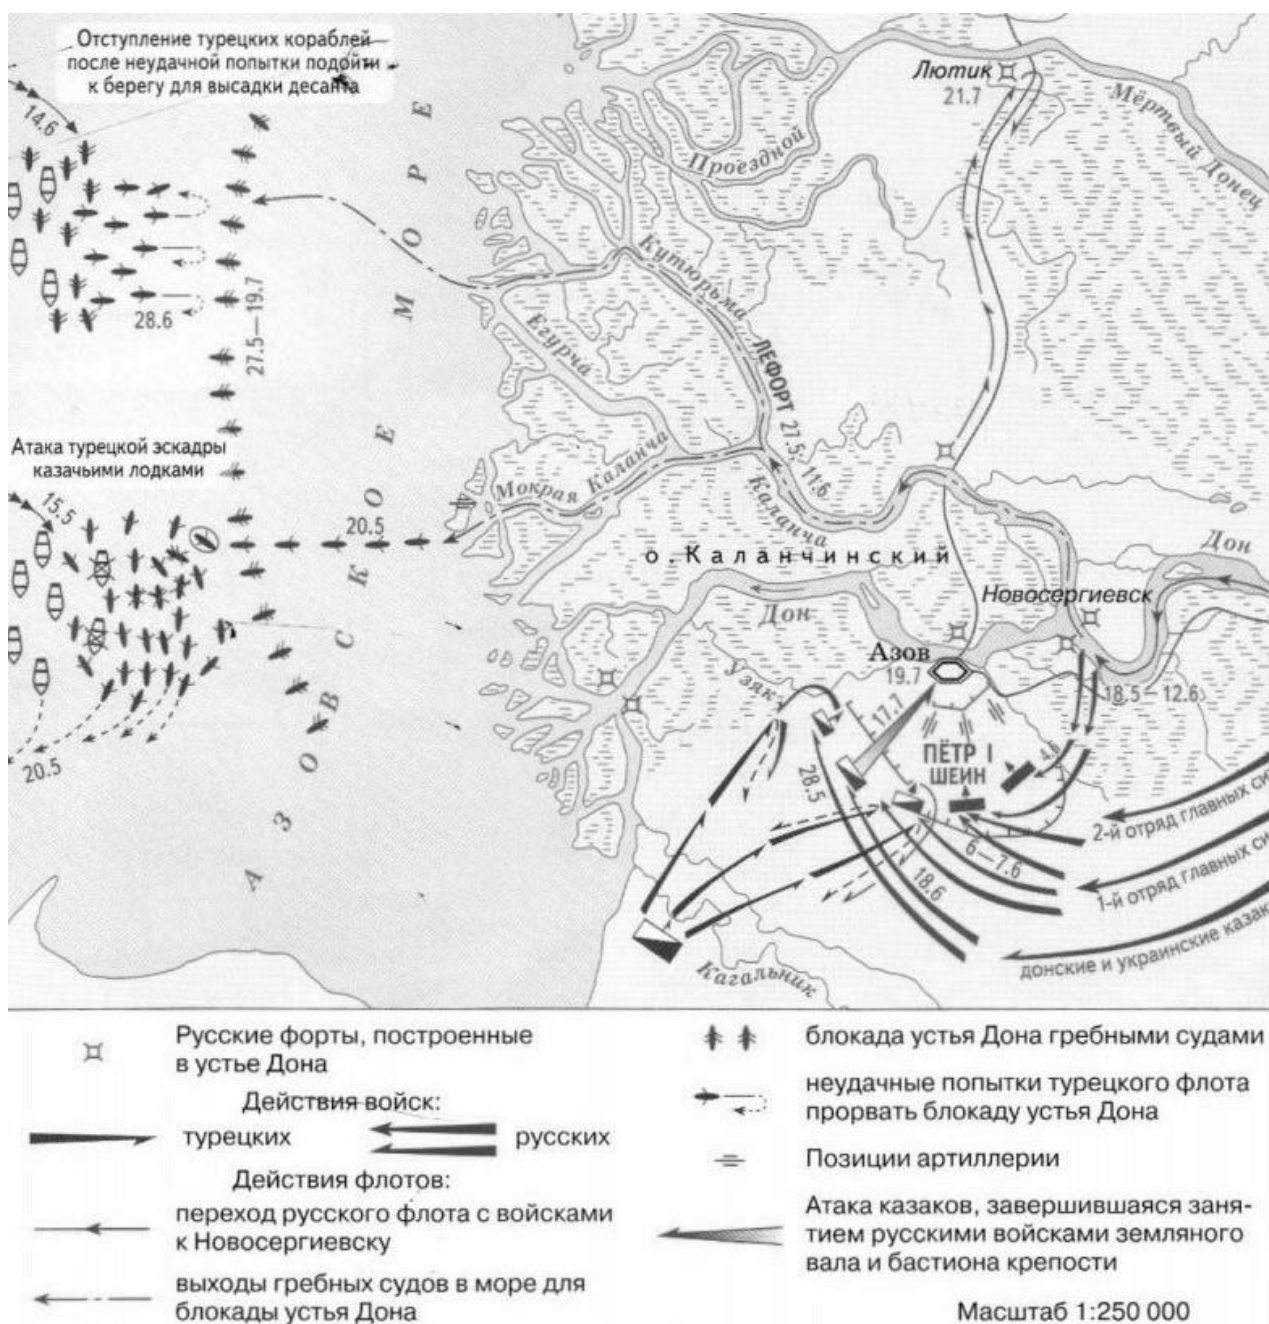 Отступление турецких кораблей
после неудачной попытки подойти
к берегу для высадки десанта
14.6
28.6
27.5—19.7
Лютик
21.7
Мёртвый Донец
Проездной
Кутюрьма
ЛЕФОРТ 27.5—11.6
Егурча
Мокрая Каланча
Каланча
АЗОВСКОЕ МОРЕ
Атака турецкой эскадры
казачьими лодками
15.5
20.5
20.5
о. Каланчинский
Дон
Дон
Новосергиевск
Азов
19.7
18.5—12.6
Узяк
17.7
28.5
ПЁТР I
ШЕИН
4.6
6—7.6
18.6
2-й отряд главных си
1-й отряд главных си
донские и украинские казак
Кагальник
Русские форты, построенные
в устье Дона
Действия войск:
турецких
русских
Действия флотов:
переход русского флота с войсками
к Новосергиевску
выходы гребных судов в море для
блокады устья Дона
блокада устья Дона гребными судами
неудачные попытки турецкого флота
прорвать блокаду устья Дона
Позиции артиллерии
Атака казаков, завершившаяся заня-
тием русскими войсками земляного
вала и бастиона крепости
Масштаб 1:250 000